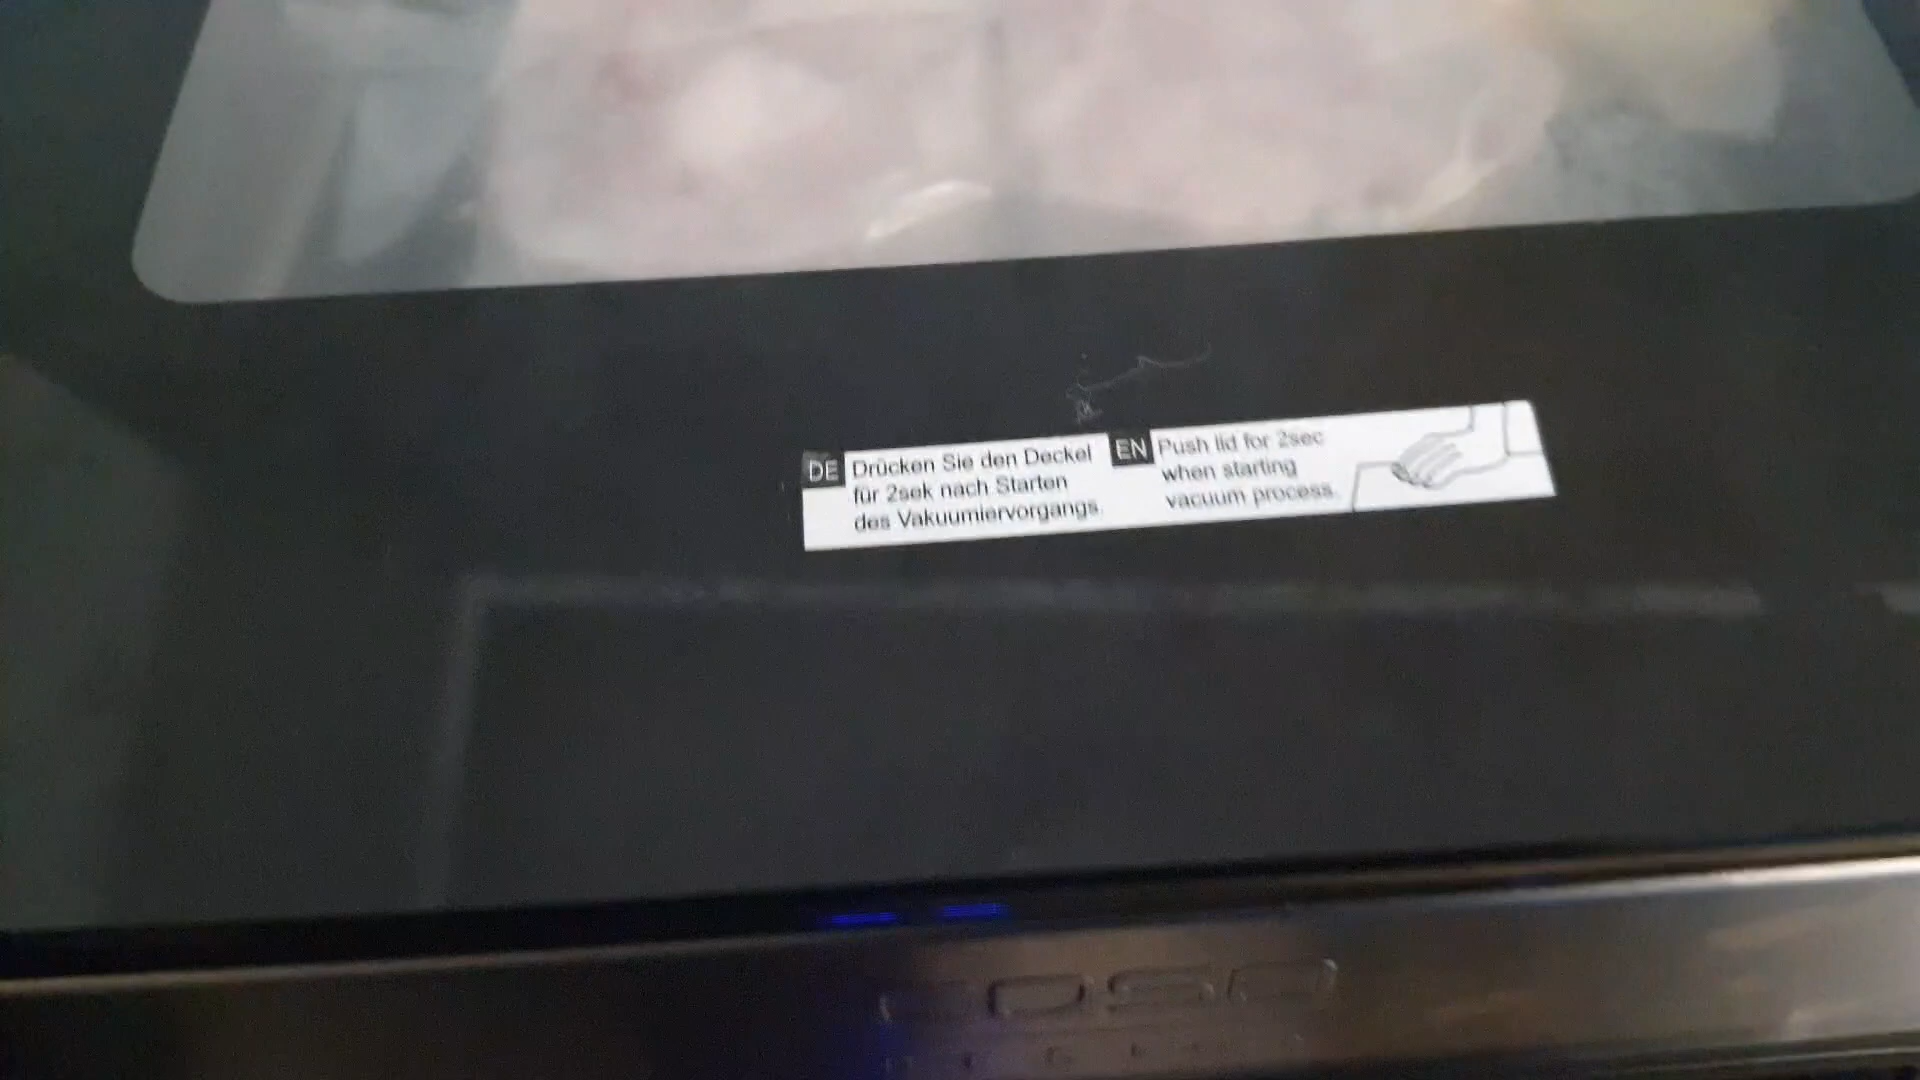 DE Drücken Sie den Deckel
für 2sek nach Starten
des Vakuumiervorgangs.
EN Push lid for 2sec
when starting
vacuum process.
caso